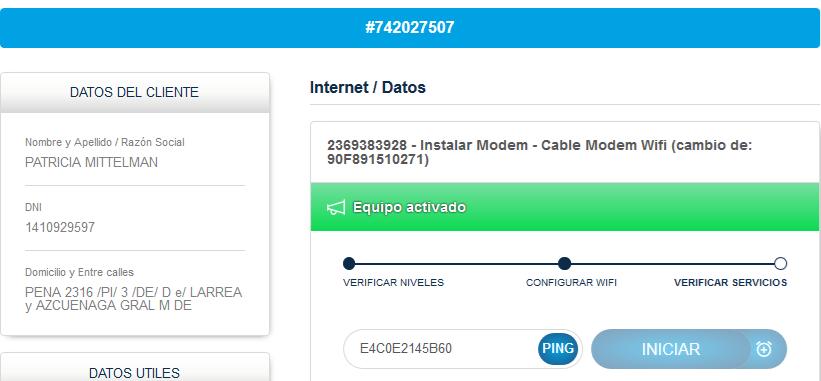 #742027507
DATOS DEL CLIENTE
Nombre y Apellido / Razón Social
PATRICIA MITTELMAN
DNI
1410929597
Domicilio y Entre calles
PENA 2316 /PI/ 3 /DE/ D e/ LARREA
y AZCUENAGA GRAL M DE
DATOS UTILES
Internet / Datos
2369383928 - Instalar Modem - Cable Modem Wifi (cambio de:
90F891510271)
Equipo activado
VERIFICAR NIVELES
CONFIGURAR WIFI
VERIFICAR SERVICIOS
E4C0E2145B60
PING
INICIAR